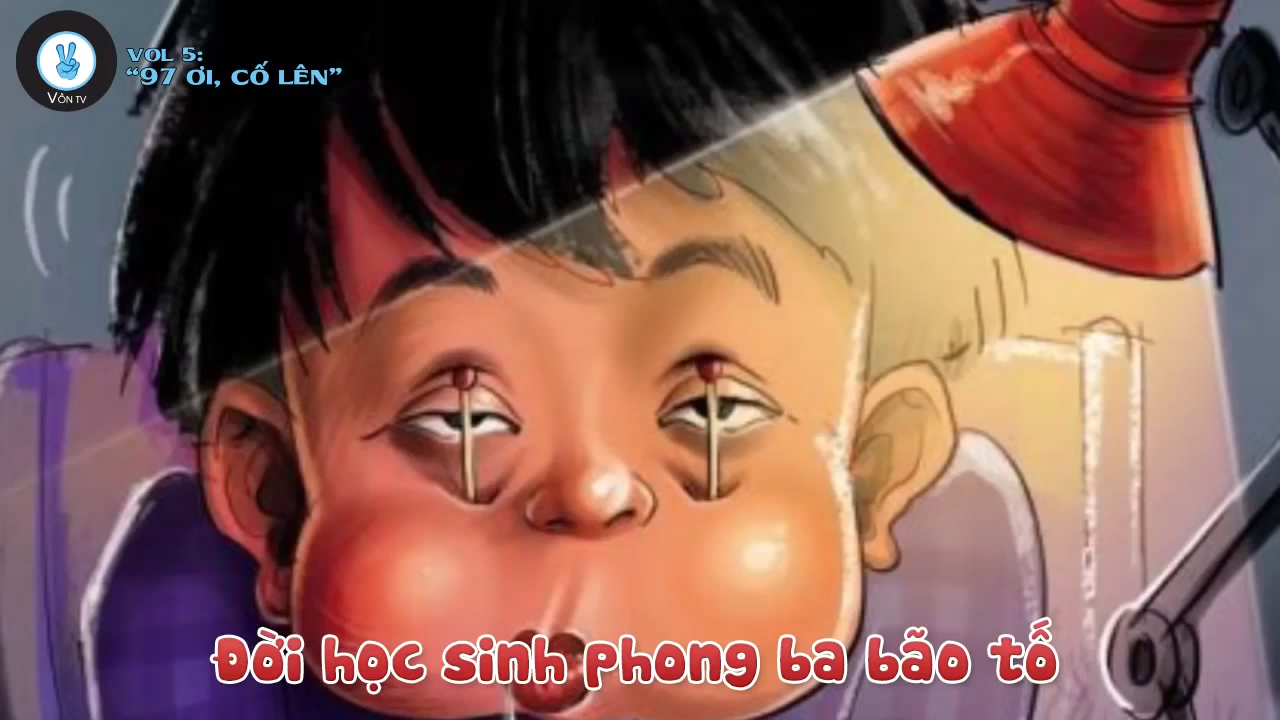 VOL 5:
“97 ƠI, CỐ LÊN”
VÔN TV
Đời học sinh phong ba bão tố